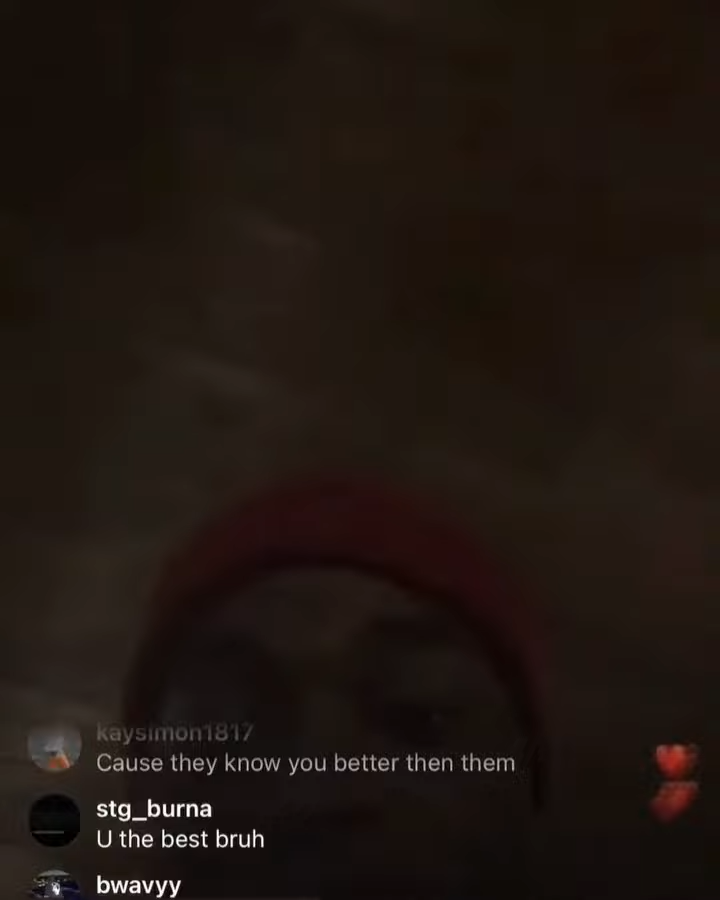 kaysimon1817
Cause they know you better then them
stg_burna
U the best bruh
bwavyy